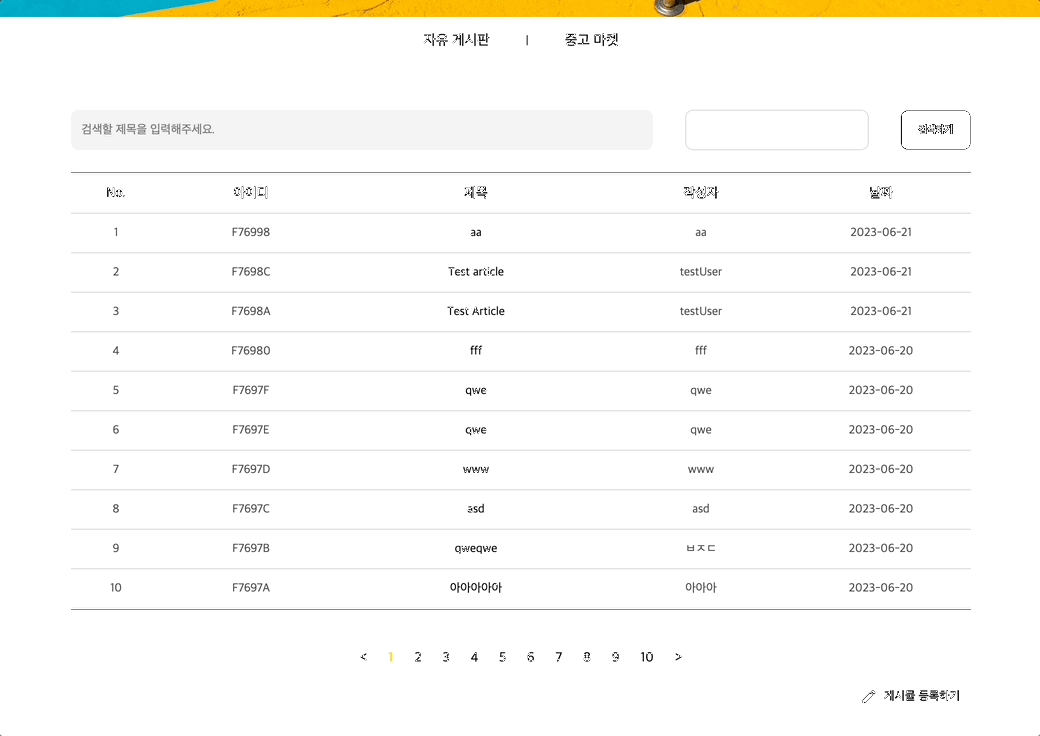 자유 게시판 | 중고 마켓
검색할 제목을 입력해주세요. 검색하기
No. 아이디 제목 작성자 날짜
1 F76998 aa aa 2023-06-21
2 F7698C Test article testUser 2023-06-21
3 F7698A Test Article testUser 2023-06-21
4 F76980 fff fff 2023-06-20
5 F7697F qwe qwe 2023-06-20
6 F7697E qwe qwe 2023-06-20
7 F7697D www www 2023-06-20
8 F7697C asd asd 2023-06-20
9 F7697B qweqwe ㅂㅈㄷ 2023-06-20
10 F7697A 아아아아아 아아아 2023-06-20
< 1 2 3 4 5 6 7 8 9 10 >
게시물 등록하기